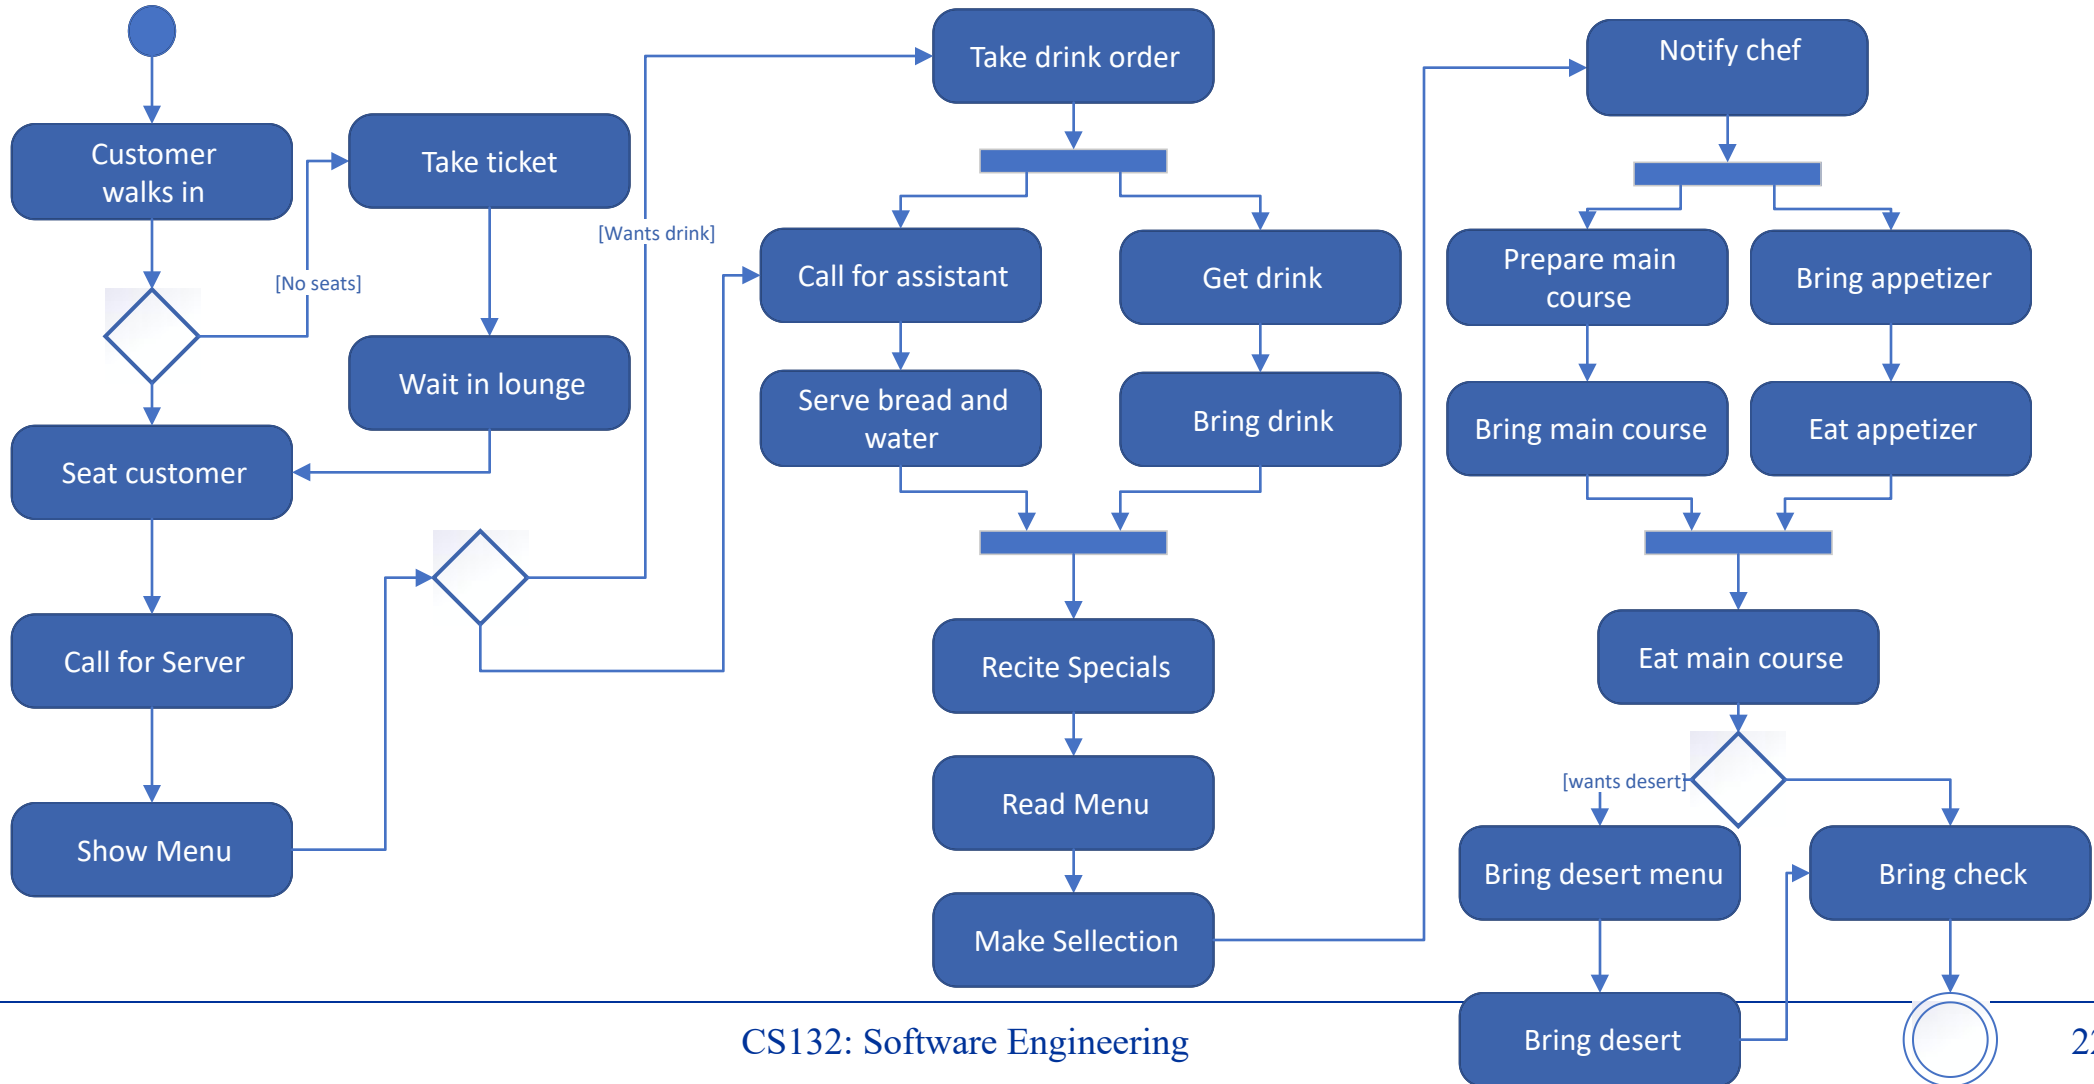 Customer
walks in
[No seats]
Take ticket
Wait in lounge
Seat customer
Call for Server
Show Menu
[Wants drink]
Take drink order
Call for assistant
Get drink
Serve bread and
water
Bring drink
Recite Specials
Read Menu
Make Sellection
Notify chef
Prepare main
course
Bring appetizer
Bring main course
Eat appetizer
Eat main course
[wants desert]
Bring desert menu
Bring check
Bring desert
CS132: Software Engineering